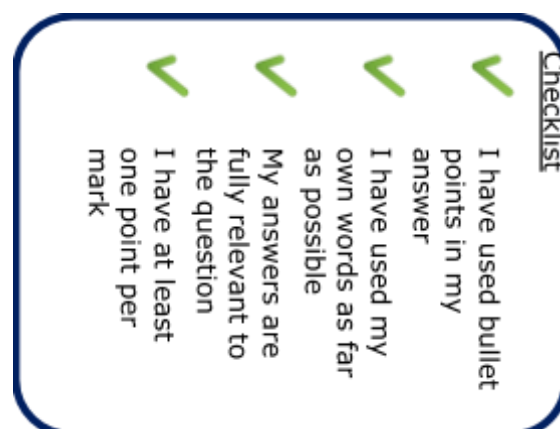 Checklist
I have used bullet
points in my
answer
I have used my
own words as far
as possible
My answers are
fully relevant to
the question
I have at least
one point per
mark